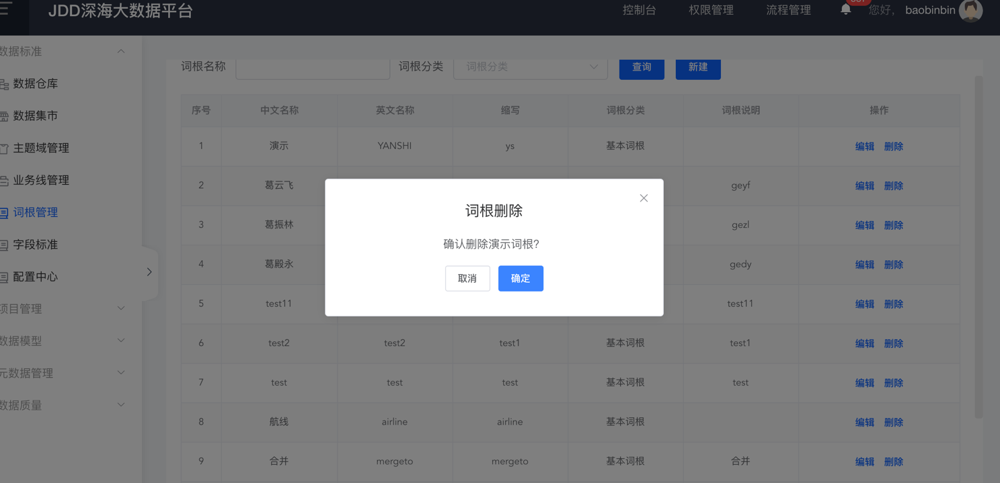 JDD深海大数据平台
控制台 权限管理 流程管理 您好, baobinbin
数据标准
数据仓库
数据集市
主题域管理
业务线管理
词根管理
字段标准
配置中心
项目管理
数据模型
元数据管理
数据质量
词根名称 词根分类 词根分类 查询 新建
序号 中文名称 英文名称 缩写 词根分类 词根说明 操作
1 演示 YANSHI ys 基本词根 编辑 删除
2 葛云飞 geyf 编辑 删除
3 葛振林 gezl 编辑 删除
4 葛殿永 gedy 编辑 删除
5 test11 test11 编辑 删除
6 test2 test2 test1 基本词根 test1 编辑 删除
7 test test test 基本词根 test 编辑 删除
8 航线 airline airline 基本词根 编辑 删除
9 合并 mergeto mergeto 基本词根 合并 编辑 删除
词根删除
确认删除演示词根?
取消 确定